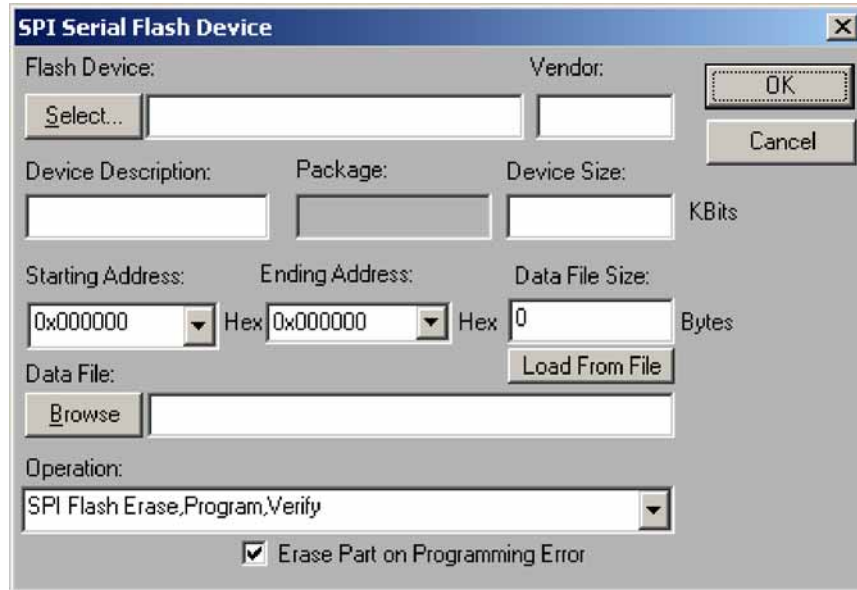 SPI Serial Flash Device
Flash Device:
Vendor:
Select...
OK
Cancel
Device Description:
Package:
Device Size:
KBits
Starting Address:
Ending Address:
Data File Size:
0x000000
Hex
0x000000
Hex
0
Bytes
Load From File
Data File:
Browse
Operation:
SPI Flash Erase,Program,Verify
Erase Part on Programming Error